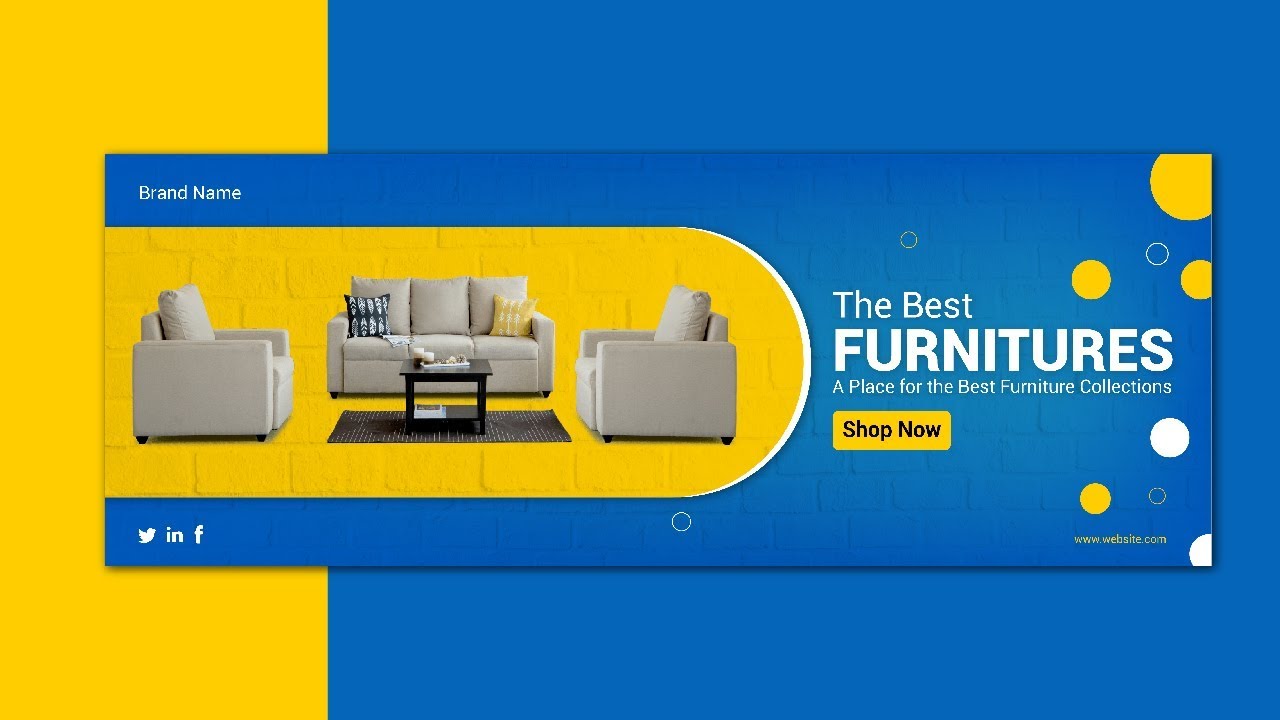 Brand Name
The Best
FURNITURES
A Place for the Best Furniture Collections
Shop Now
www.website.com